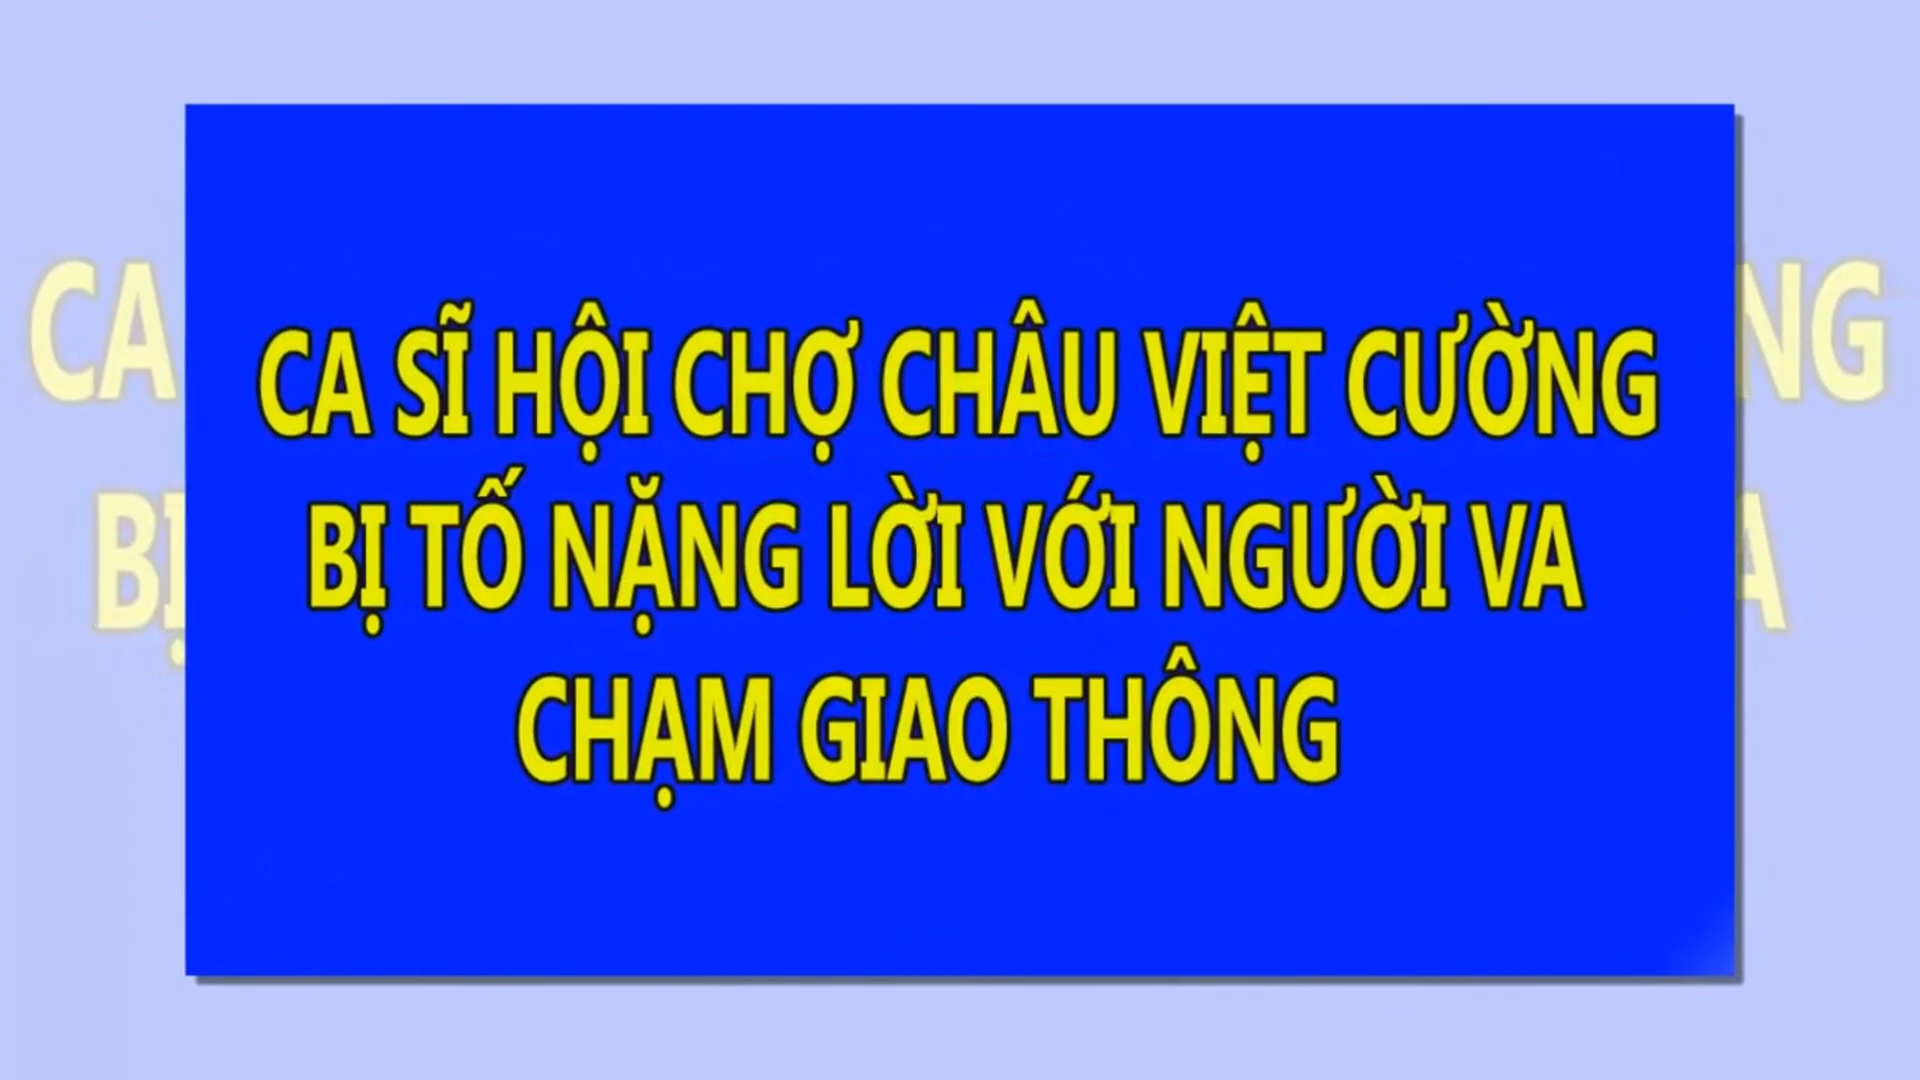 CA SĨ HỘI CHỢ CHÂU VIỆT CƯỜNG
BỊ TỐ NẶNG LỜI VỚI NGƯỜI VA
CHẠM GIAO THÔNG